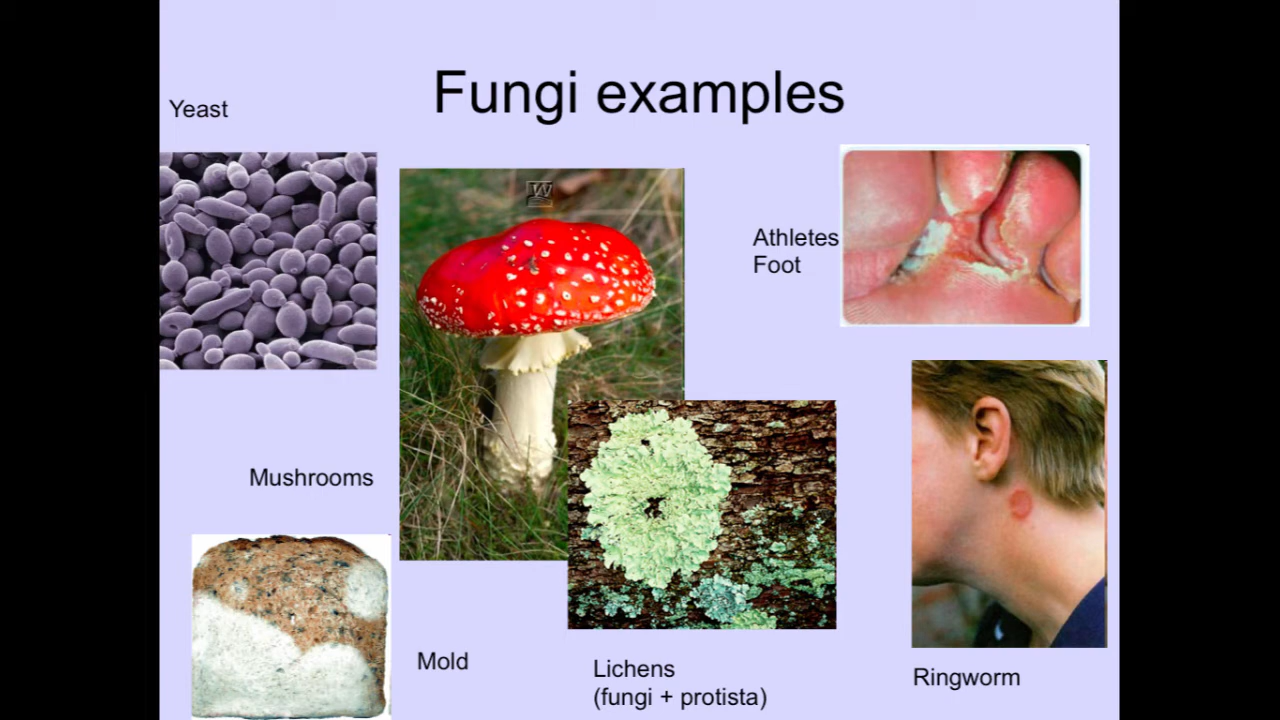 Fungi examples
Yeast
Athletes
Foot
Mushrooms
Mold
Lichens
(fungi + protista)
Ringworm